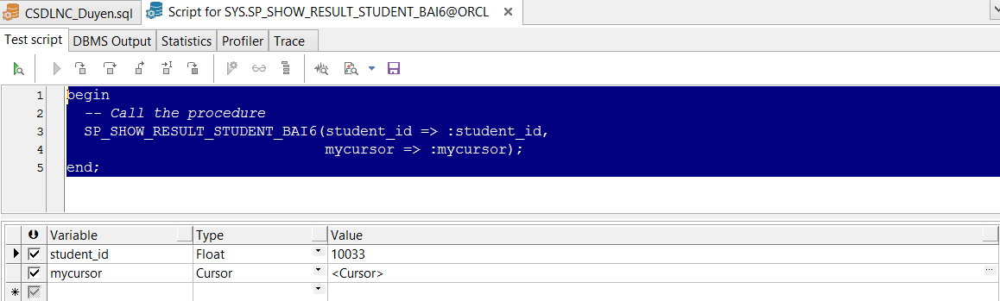 CSDLNC_Duyen.sql Script for SYS.SP_SHOW_RESULT_STUDENT_BAI6@ORCL
Test script DBMS Output Statistics Profiler Trace
1 begin
2 -- Call the procedure
3 SP_SHOW_RESULT_STUDENT_BAI6(student_id => :student_id,
4 mycursor => :mycursor);
5 end;
Variable Type Value
student_id Float 10033
mycursor Cursor <Cursor>